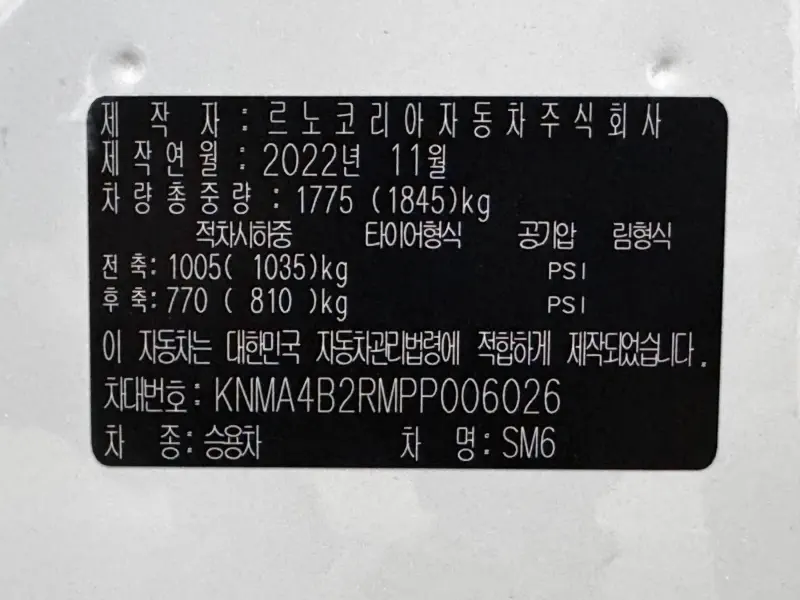 제 작 자 : 르노코리아자동차주식회사
제작연월 : 2022년 11월
차량총중량 : 1775 (1845)kg
적차시하중 타이어형식 공기압 림형식
전 축: 1005( 1035)kg PSI
후 축: 770 ( 810 )kg PSI
이 자동차는 대한민국 자동차관리법령에 적합하게 제작되었습니다.
차대번호: KNMA4B2RMPP006026
차 종: 승용차 차 명: SM6